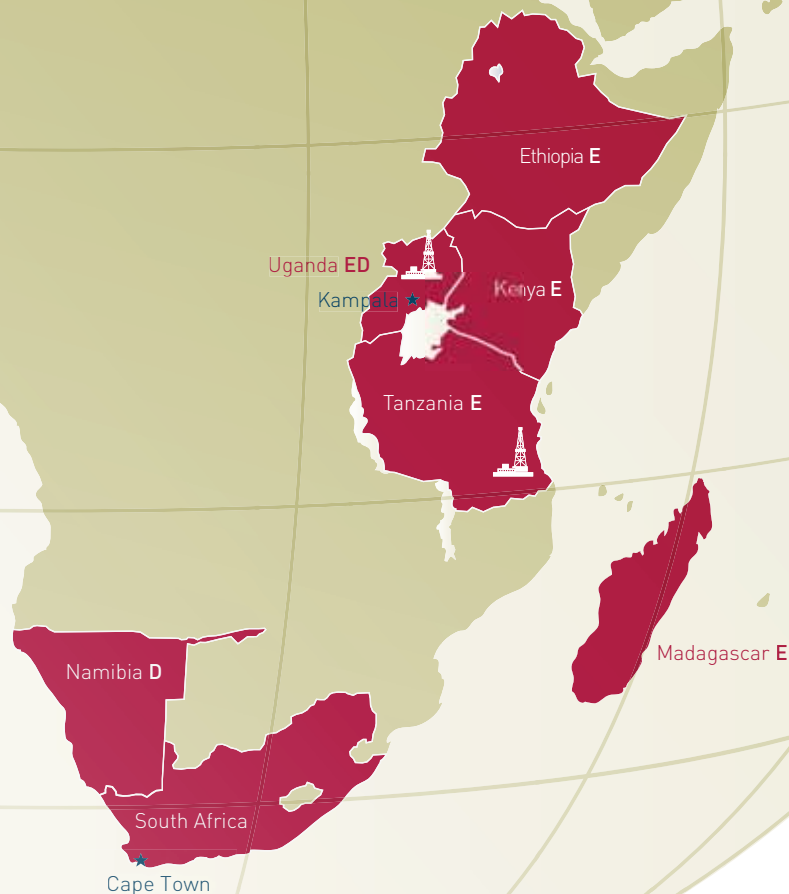 Ethiopia E
Uganda ED
Kenya E
Kampala
Tanzania E
Madagascar E
Namibia D
South Africa
Cape Town